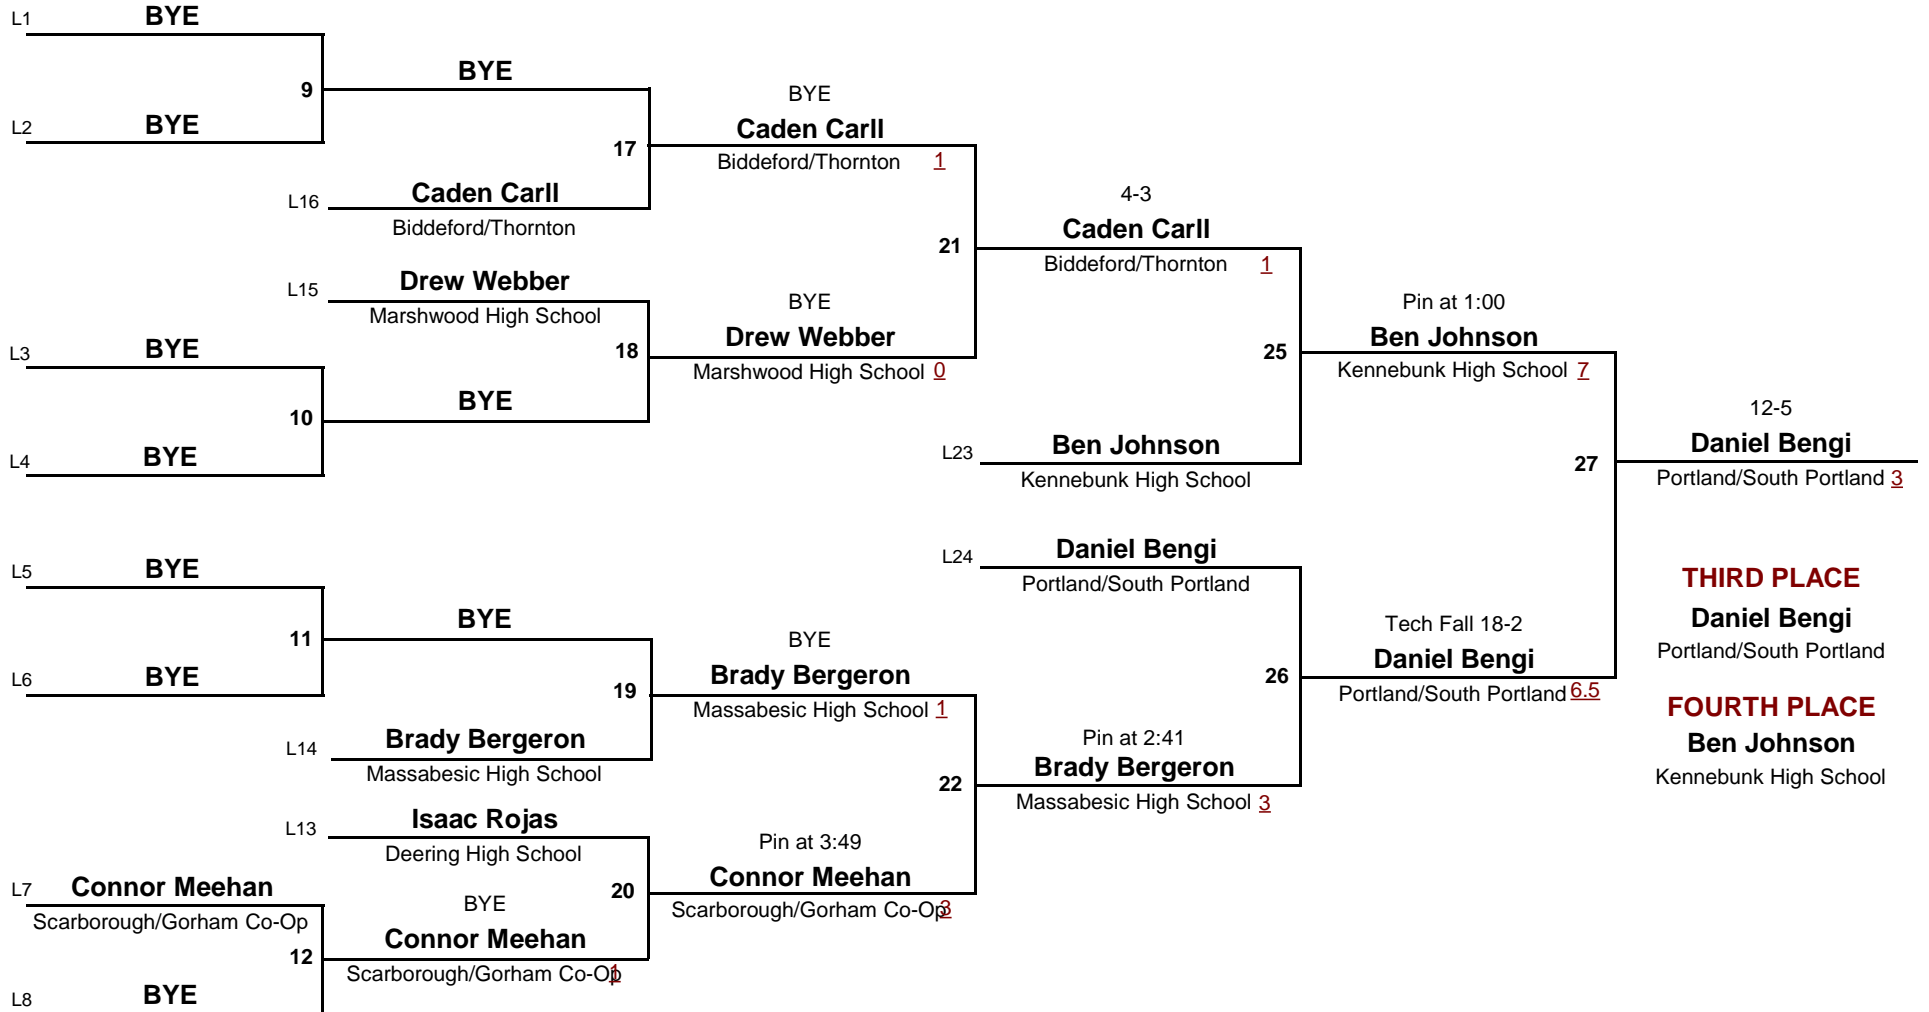 L1 BYE
9
BYE
L2 BYE
BYE
Caden Carll
Biddeford/Thornton 1
17
L16 Caden Carll
Biddeford/Thornton
4-3
Caden Carll
Biddeford/Thornton 1
21
L15 Drew Webber
Marshwood High School
BYE
Drew Webber
Marshwood High School 0
18
L3 BYE
10
BYE
L4 BYE
Pin at 1:00
Ben Johnson
Kennebunk High School 7
25
L23 Ben Johnson
Kennebunk High School
12-5
Daniel Bengi
Portland/South Portland 3
27
L24 Daniel Bengi
Portland/South Portland
L5 BYE
11
BYE
L6 BYE
BYE
Brady Bergeron
Massabesic High School 1
19
L14 Brady Bergeron
Massabesic High School
Tech Fall 18-2
Daniel Bengi
Portland/South Portland 6.5
26
THIRD PLACE
Daniel Bengi
Portland/South Portland
FOURTH PLACE
Ben Johnson
Kennebunk High School
Pin at 2:41
Brady Bergeron
Massabesic High School 3
22
L13 Isaac Rojas
Deering High School
Pin at 3:49
Connor Meehan
Scarborough/Gorham Co-Op 3
20
L7 Connor Meehan
Scarborough/Gorham Co-Op
BYE
Connor Meehan
Scarborough/Gorham Co-Op 1
12
L8 BYE